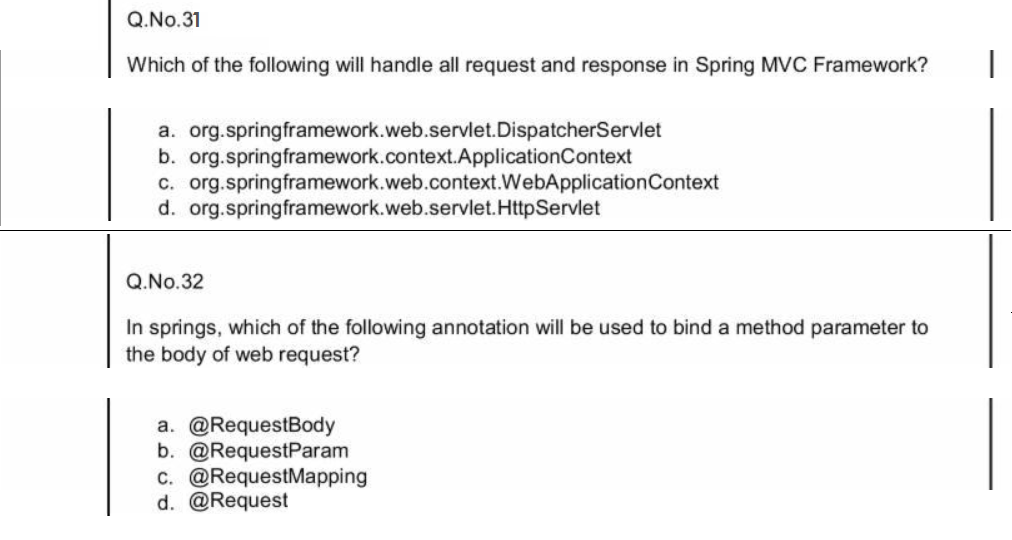 Q.No.31
Which of the following will handle all request and response in Spring MVC Framework?
a. org.springframework.web.servlet.DispatcherServlet
b. org.springframework.context.ApplicationContext
c. org.springframework.web.context.WebApplicationContext
d. org.springframework.web.servlet.HttpServlet
Q.No.32
In springs, which of the following annotation will be used to bind a method parameter to
the body of web request?
a. @RequestBody
b. @RequestParam
c. @RequestMapping
d. @Request